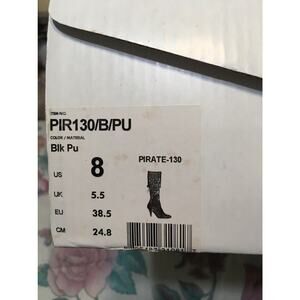 ITEM NO.
PIR130/B/PU
COLOR / MATERIAL
Blk Pu
PIRATE-130
US 8
UK 5.5
EU 38.5
CM 24.8